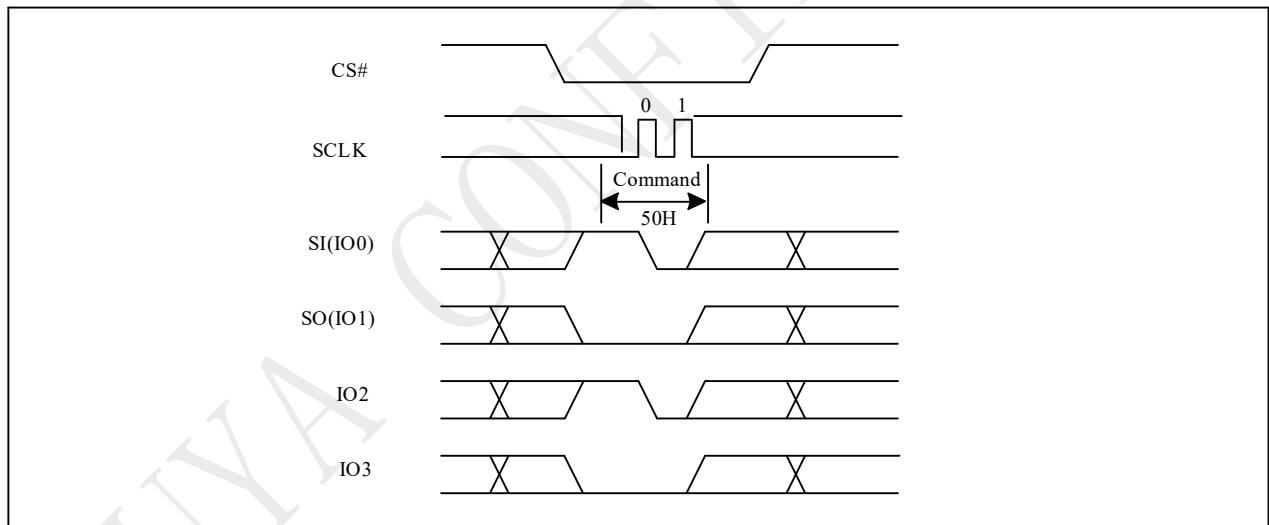 CS#
0 1
SCLK
Command
50H
SI(IO0)
SO(IO1)
IO2
IO3